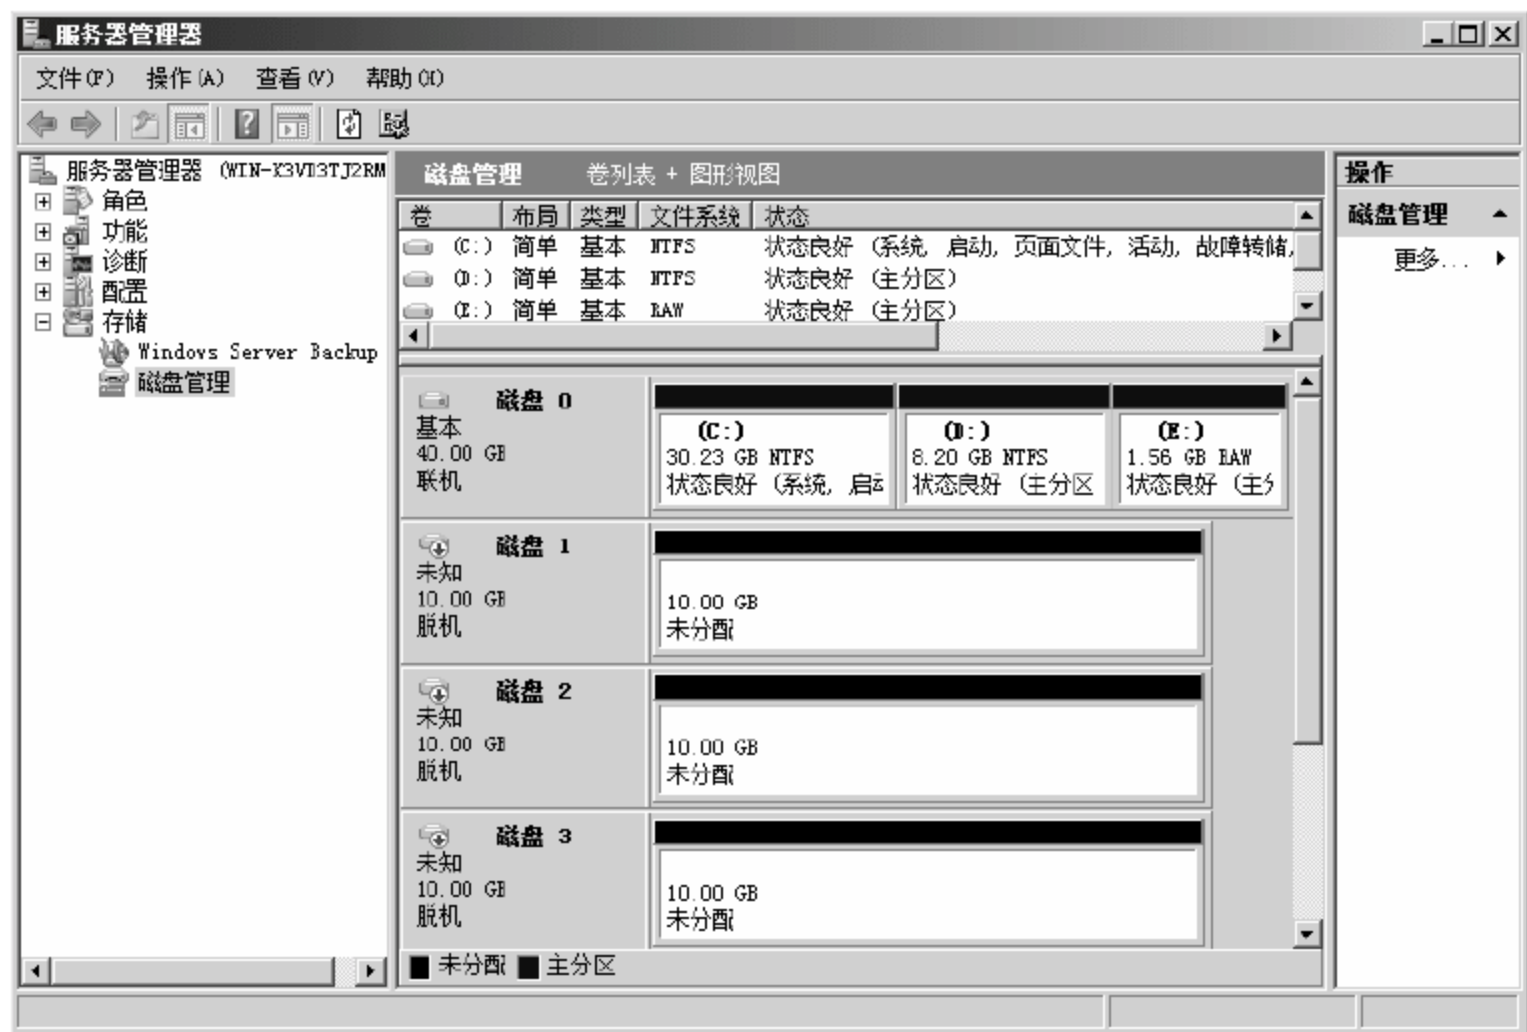 服务器管理器
文件(F) 操作(A) 查看(V) 帮助(H)
服务器管理器 (WIN-K3VD3TJ2RM
角色
功能
诊断
配置
存储
Windows Server Backup
磁盘管理
磁盘管理 卷列表 + 图形视图
卷 布局 类型 文件系统 状态
(C:) 简单 基本 NTFS 状态良好 (系统, 启动, 页面文件, 活动, 故障转储,
(D:) 简单 基本 NTFS 状态良好 (主分区)
(E:) 简单 基本 RAW 状态良好 (主分区)
磁盘 0
基本
40.00 GB
联机
(C:)
30.23 GB NTFS
状态良好 (系统, 启动
(D:)
8.20 GB NTFS
状态良好 (主分区
(E:)
1.56 GB RAW
状态良好 (主分
磁盘 1
未知
10.00 GB
脱机
10.00 GB
未分配
磁盘 2
未知
10.00 GB
脱机
10.00 GB
未分配
磁盘 3
未知
10.00 GB
脱机
10.00 GB
未分配
未分配 主分区
操作
磁盘管理
更多...